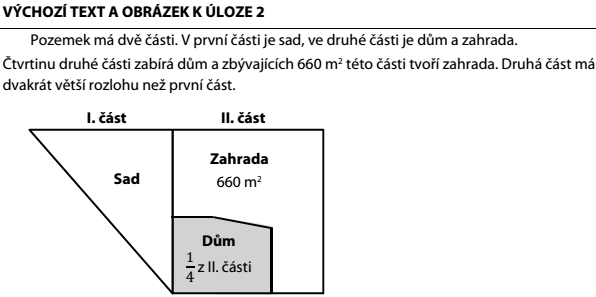 VÝCHOZÍ TEXT A OBRÁZEK K ÚLOZE 2
Pozemek má dvě části. V první části je sad, ve druhé části je dům a zahrada.
Čtvrtinu druhé části zabírá dům a zbývajících 660 m² této části tvoří zahrada. Druhá část má
dvakrát větší rozlohu než první část.
I. část II. část
Zahrada
Sad 660 m²
Dům
1/4 z II. části